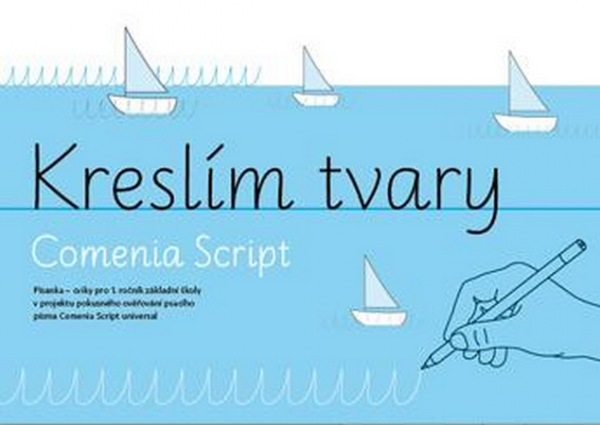 Kreslím tvary
Comenia Script
Písanka – cviky pro 1. ročník základní školy
v projektu pokusného ověřování psacího
písma Comenia Script universal